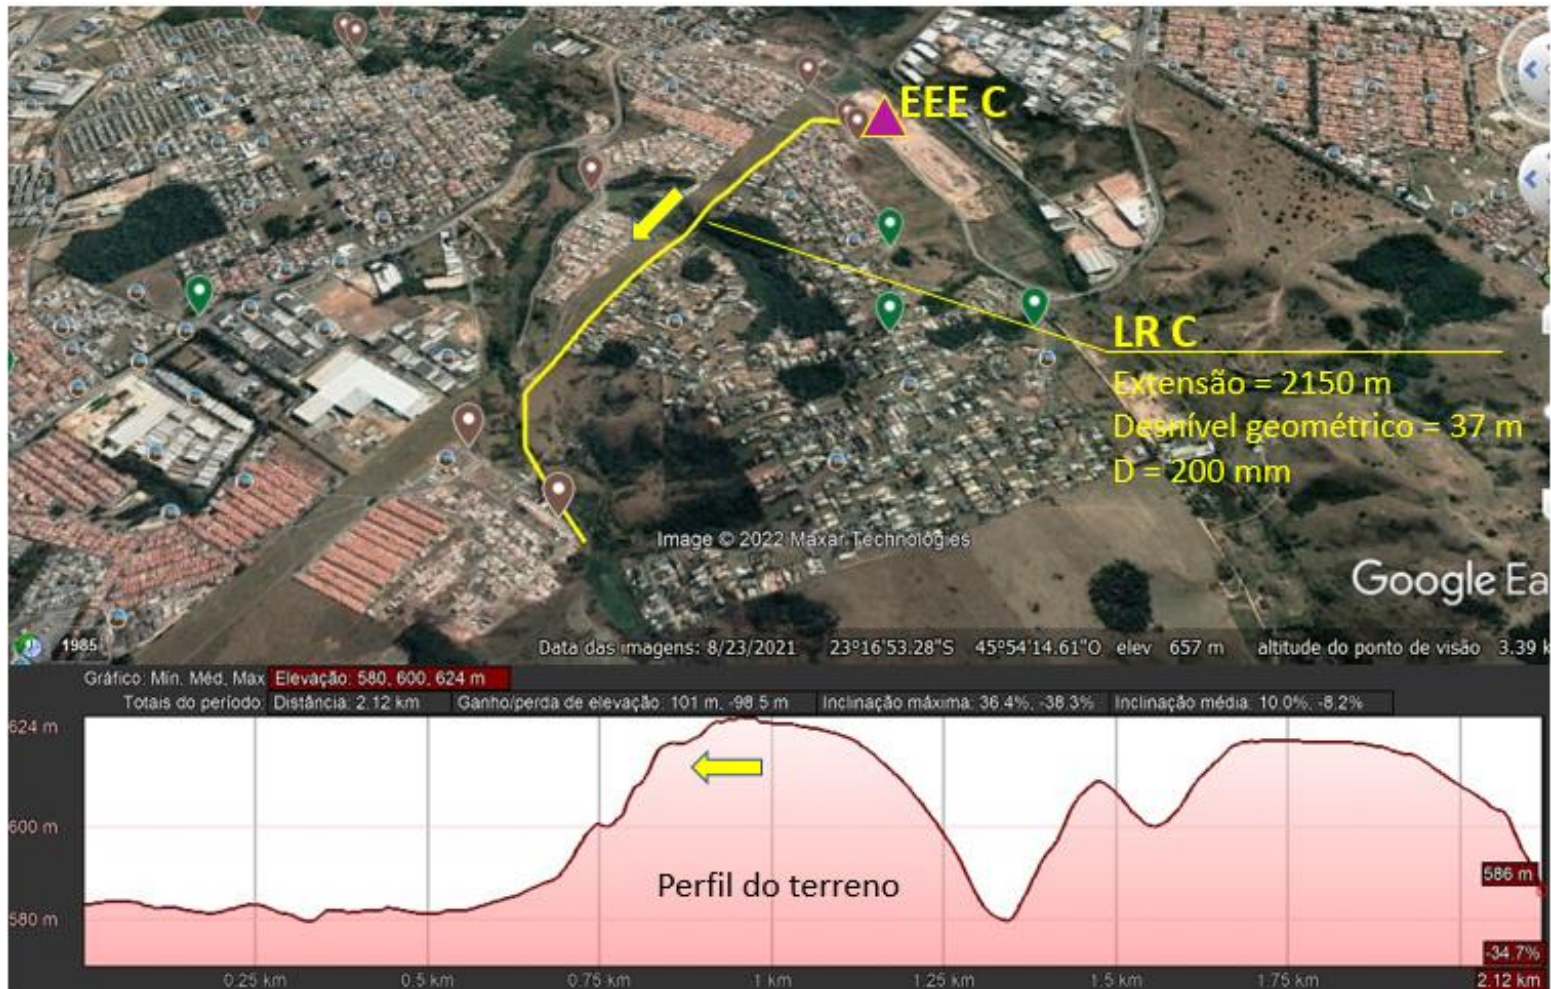 EEE C
LR C
Extensão = 2150 m
Desnível geométrico = 37 m
D = 200 mm
Image © 2022 Maxar Technologies
Google Ea
1985
Data das imagens: 8/23/2021 23°16'53.28"S 45°54'14.61"O elev 657 m altitude do ponto de visão 3.39 k
Gráfico: Mín. Méd. Máx Elevação: 580, 600, 624 m
Totais do período: Distância: 2.12 km Ganho/perda de elevação: 101 m, -98.5 m Inclinação máxima: 36.4%, -38.3% Inclinação média: 10.0%, -8.2%
624 m
600 m
Perfil do terreno
586 m
580 m
-34.7%
0.25 km 0.5 km 0.75 km 1 km 1.25 km 1.5 km 1.75 km 2.12 km